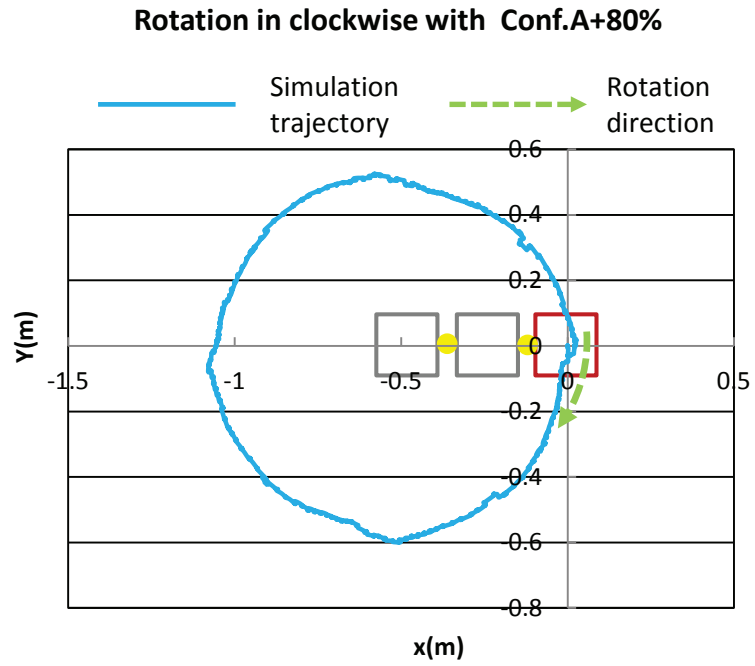 Rotation in clockwise with Conf.A+80%
Simulation trajectory
Rotation direction
0.6
0.4
0.2
0
-0.2
-0.4
-0.6
-0.8
-1.5
-1
-0.5
0
0.5
Y(m)
x(m)